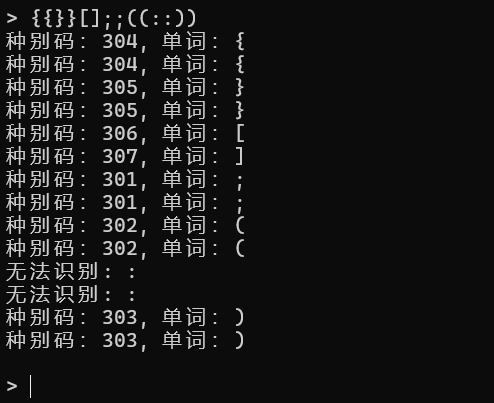 > {{}}[];;((::))
种别码: 304, 单词: {
种别码: 304, 单词: {
种别码: 305, 单词: }
种别码: 305, 单词: }
种别码: 306, 单词: [
种别码: 307, 单词: ]
种别码: 301, 单词: ;
种别码: 301, 单词: ;
种别码: 302, 单词: (
种别码: 302, 单词: (
无法识别: :
无法识别: :
种别码: 303, 单词: )
种别码: 303, 单词: )
>